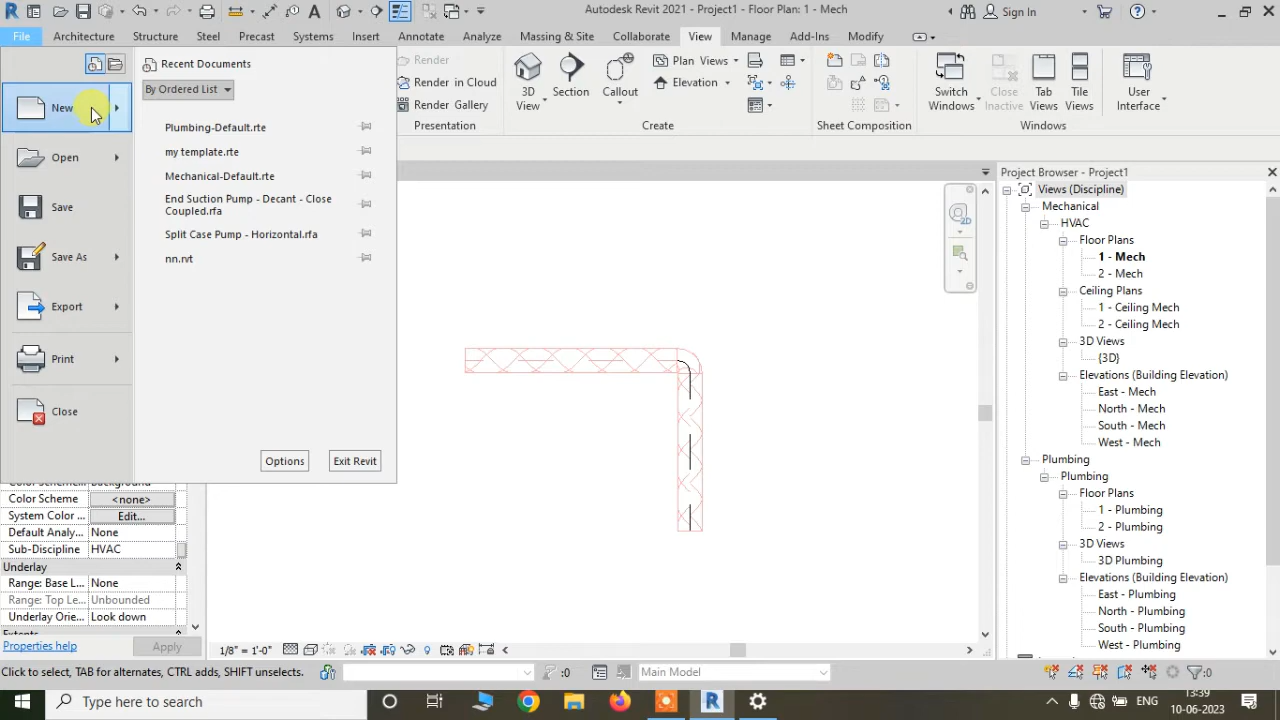 Autodesk Revit 2021 - Project1 - Floor Plan: 1 - Mech
Sign In
File Architecture Structure Steel Precast Systems Insert Annotate Analyze Massing & Site Collaborate View Manage Add-Ins Modify
Recent Documents
By Ordered List
New
Open
Save
Save As
Export
Print
Close
Plumbing-Default.rte
my template.rte
Mechanical-Default.rte
End Suction Pump - Decant - Close
Coupled.rfa
Split Case Pump - Horizontal.rfa
nn.nrt
Options
Exit Revit
Render
Render in Cloud
Render Gallery
Presentation
3D
View
Section
Callout
Plan Views
Elevation
Create
Sheet Composition
Switch
Windows
Close
Inactive
Tab
Views
Tile
Views
Windows
User
Interface
Color Scheme... Background
Color Scheme <none>
System Color ... Edit...
Default Analy... None
Sub-Discipline HVAC
Underlay
Range: Base L... None
Range: Top Le... Unbounded
Underlay Orie... Look down
Extents
Properties help
Apply
2D
1/8" = 1'-0"
Project Browser - Project1
Views (Discipline)
Mechanical
HVAC
Floor Plans
1 - Mech
2 - Mech
Ceiling Plans
1 - Ceiling Mech
2 - Ceiling Mech
3D Views
{3D}
Elevations (Building Elevation)
East - Mech
North - Mech
South - Mech
West - Mech
Plumbing
Plumbing
Floor Plans
1 - Plumbing
2 - Plumbing
3D Views
3D Plumbing
Elevations (Building Elevation)
East - Plumbing
North - Plumbing
South - Plumbing
West - Plumbing
Click to select, TAB for alternates, CTRL adds, SHIFT unselects.
:0
Main Model
:0
Type here to search
ENG
13:39
10-06-2023